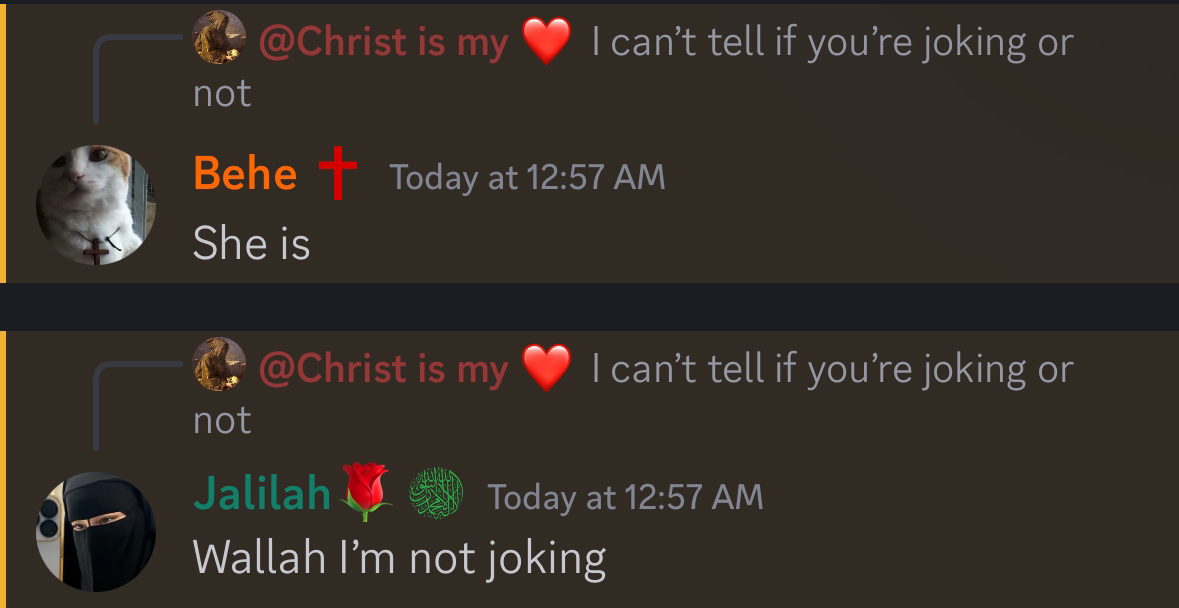 @Christ is my ❤️ I can’t tell if you’re joking or
not
Behe Today at 12:57 AM
She is
@Christ is my ❤️ I can’t tell if you’re joking or
not
Jalilah🌹 Today at 12:57 AM
Wallah I’m not joking